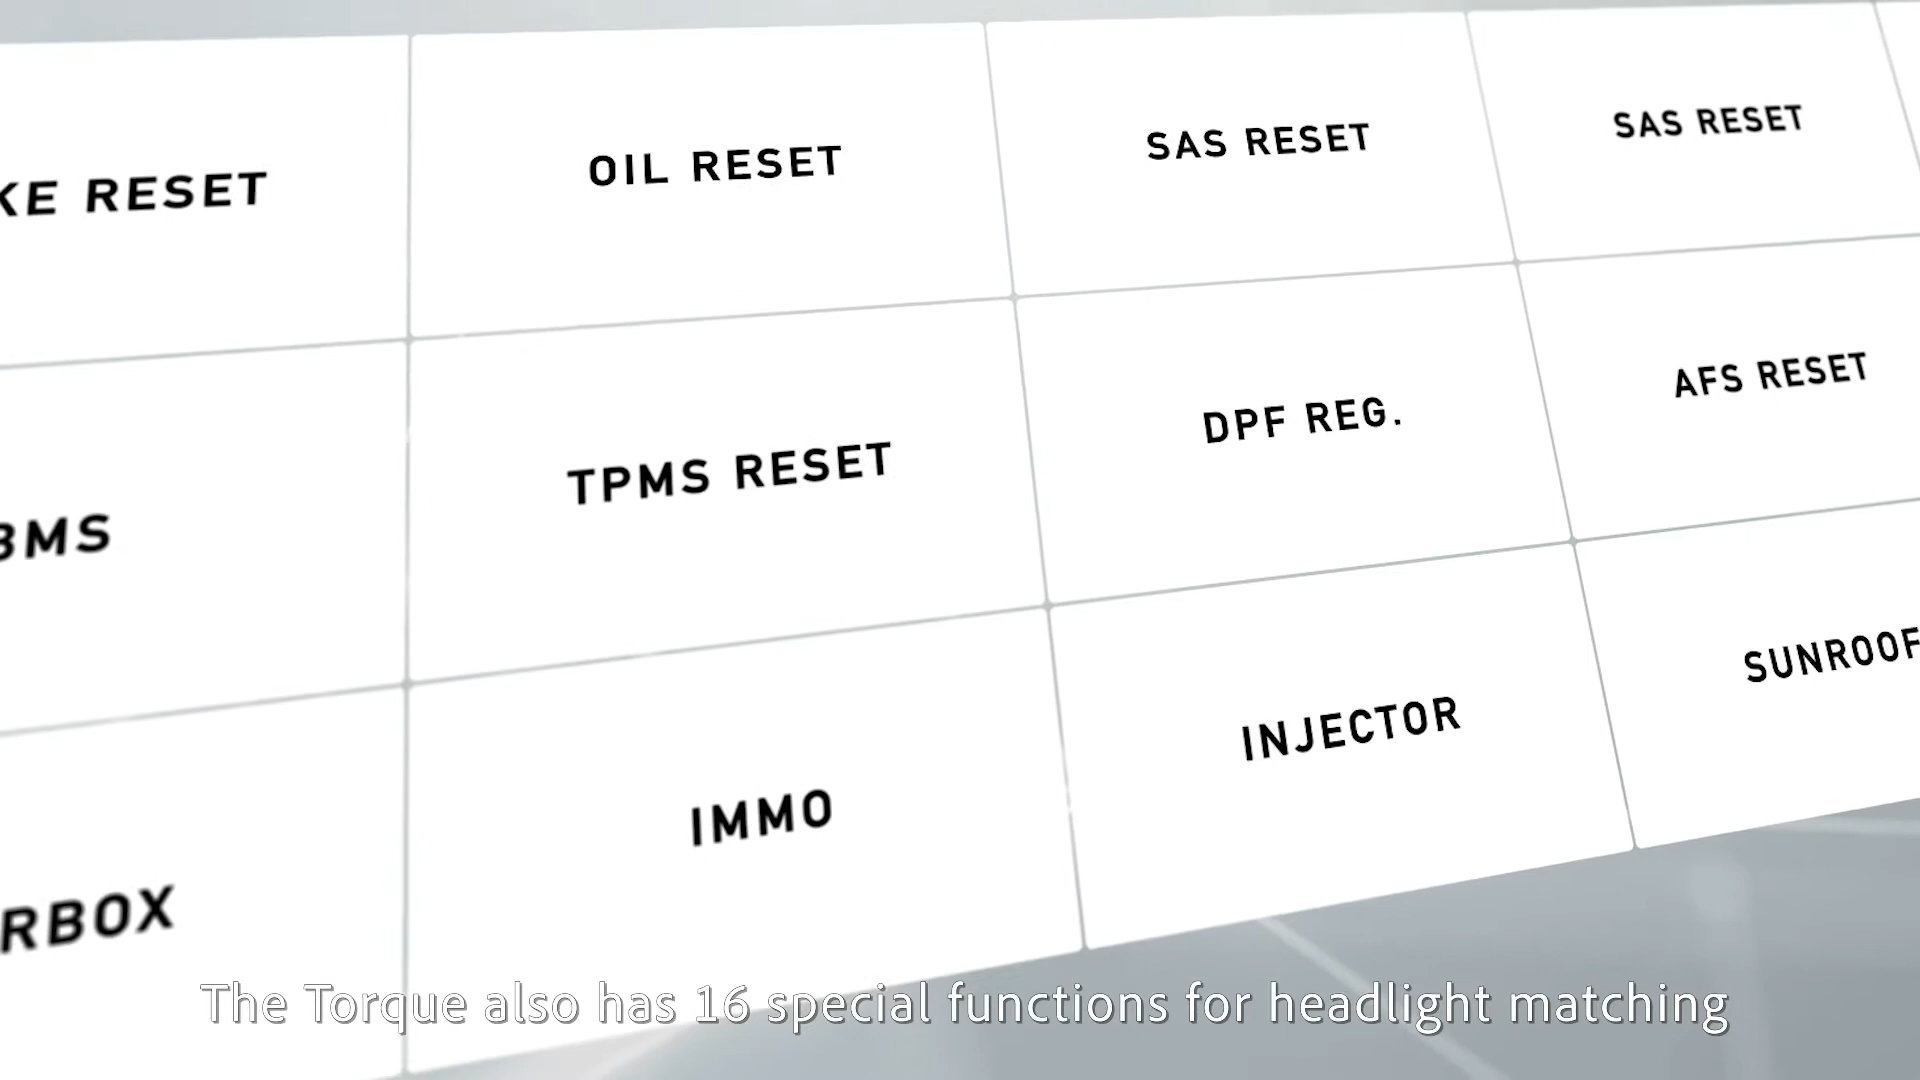 KE RESET
OIL RESET
SAS RESET
SAS RESET
BMS
TPMS RESET
DPF REG.
AFS RESET
RBOX
IMMO
INJECTOR
SUNROOF
The Torque also has 16 special functions for headlight matching